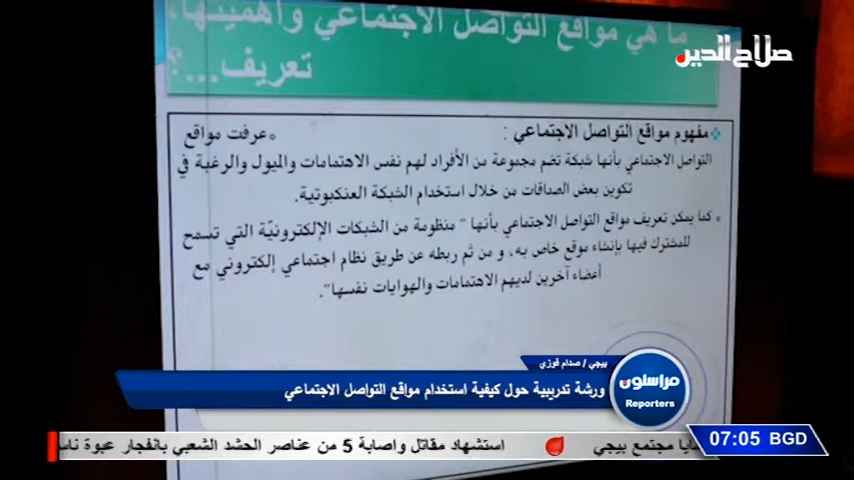 ما هي مواقع التواصل الاجتماعي وأهميتها،
تعريف...؟
صلاح الدين
مفهوم مواقع التواصل الاجتماعي :
عرفت مواقع
التواصل الاجتماعي بأنها شبكة تضم مجموعة من الأفراد لهم نفس الاهتمامات والميول والرغبة في
تكوين بعض الصداقات من خلال استخدام الشبكة العنكبوتية.
كما يمكن تعريف مواقع التواصل الاجتماعي بأنها " منظومة من الشبكات الإلكترونيّة التي تسمح
للمشترك فيها بإنشاء موقع خاص به، و من ثم ربطه عن طريق نظام اجتماعي إلكتروني مع
أعضاء آخرين لديهم الاهتمامات والهوايات نفسها".
بيجي / صدام فوزي
ورشة تدريبية حول كيفية استخدام مواقع التواصل الاجتماعي
مراسلون
Reporters
07:05 BGD
مجتمع بيجي
استشهاد مقاتل واصابة 5 من عناصر الحشد الشعبي بانفجار عبوة